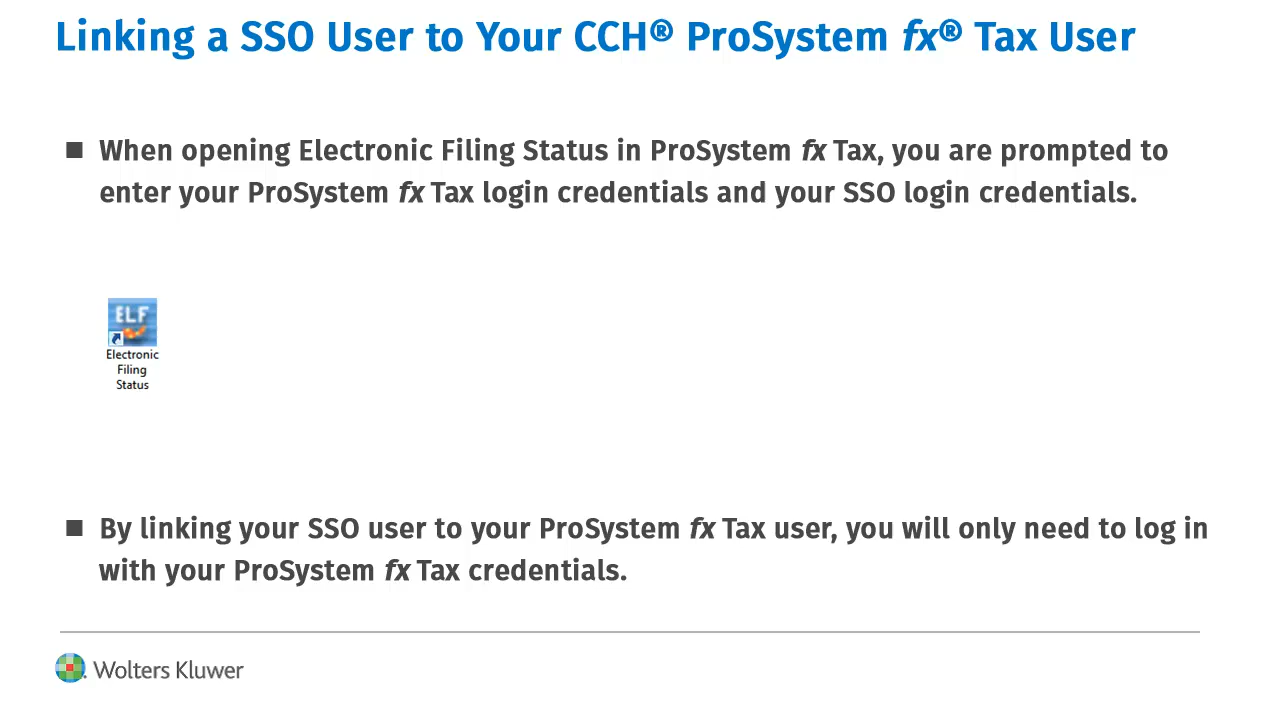 Linking a SSO User to Your CCH® ProSystem fx® Tax User
■ When opening Electronic Filing Status in ProSystem fx Tax, you are prompted to
enter your ProSystem fx Tax login credentials and your SSO login credentials.
ELF
Electronic
Filing
Status
■ By linking your SSO user to your ProSystem fx Tax user, you will only need to log in
with your ProSystem fx Tax credentials.
Wolters Kluwer